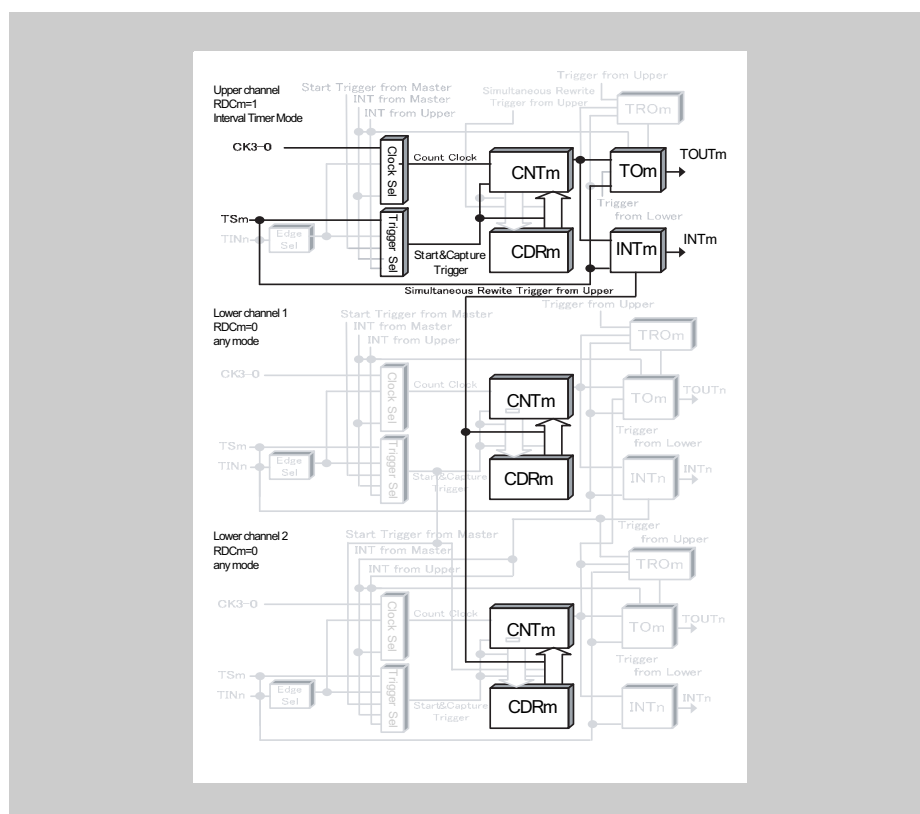 Upper channel
RDCm=1
Interval Timer Mode
Start Trigger from Master
INT from Master
INT from Upper
Simultaneous Rewrite
Trigger from Upper
Trigger from Upper
TROm
CK3-0
Clock Sel
Count Clock
CNTm
TOm
TOUTm
Trigger
from Lower
TSm
TINn
Edge
Sel
Trigger Sel
Start&Capture
Trigger
CDRm
INTm
INTm
Simultaneous Rewite Trigger from Upper
Lower channel 1
RDCm=0
any mode
Start Trigger from Master
INT from Master
INT from Upper
Trigger from Upper
TROm
CK3-0
Clock Sel
Count Clock
CNTm
TOm
TOUTn
Trigger
from Lower
TSm
TINn
Edge
Sel
Trigger Sel
Start&Capture
Trigger
CDRm
INTn
INTn
Lower channel 2
RDCm=0
any mode
Start Trigger from Master
INT from Master
INT from Upper
Trigger
from Upper
TROm
CK3-0
Clock Sel
Count Clock
CNTm
TOm
TOUTn
Trigger
from Lower
TSm
TINn
Edge
Sel
Trigger Sel
Start&Capture
Trigger
CDRm
INTn
INTn